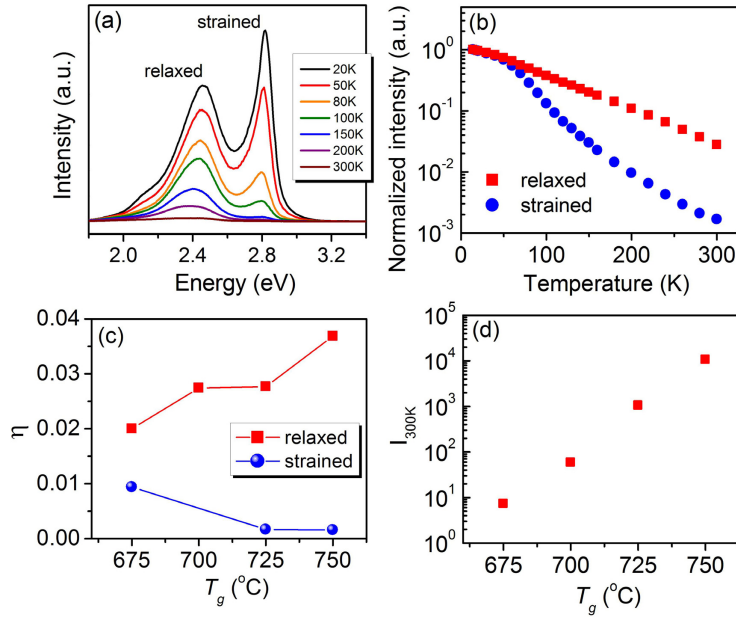 (a)
strained
relaxed
20K
50K
80K
100K
150K
200K
300K
Intensity (a.u.)
2.0 2.4 2.8 3.2
Energy (eV)
(b)
Normalized intensity (a.u.)
10^0
10^-1
10^-2
10^-3
relaxed
strained
0 100 200 300
Temperature (K)
(c)
η
0.04
0.03
0.02
0.01
0.00
relaxed
strained
675 700 725 750
T_g (°C)
(d)
I_300K
10^5
10^4
10^3
10^2
10^1
10^0
675 700 725 750
T_g (°C)